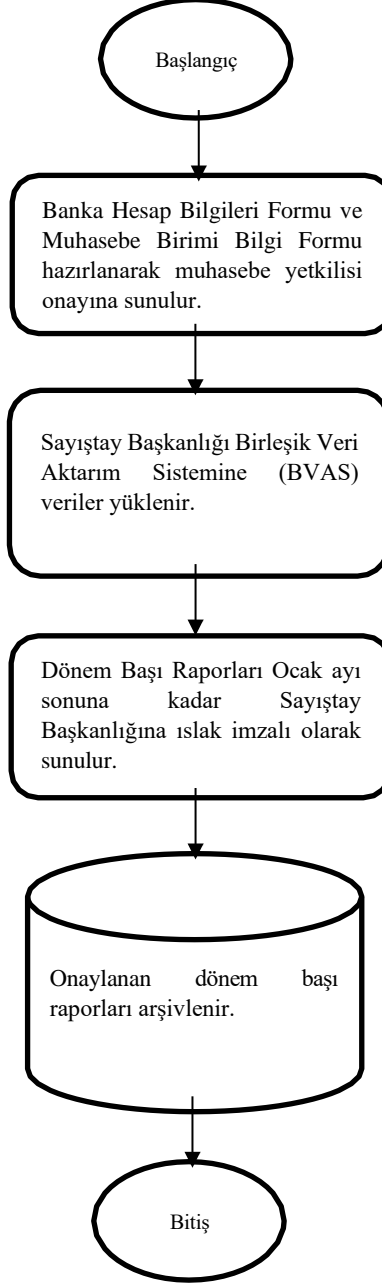 Başlangıç
Banka Hesap Bilgileri Formu ve
Muhasebe Birimi Bilgi Formu
hazırlanarak muhasebe yetkilisi
onayına sunulur.
Sayıştay Başkanlığı Birleşik Veri
Aktarım Sistemine (BVAS)
veriler yüklenir.
Dönem Başı Raporları Ocak ayı
sonuna kadar Sayıştay
Başkanlığına ıslak imzalı olarak
sunulur.
Onaylanan dönem başı
raporları arşivlenir.
Bitiş